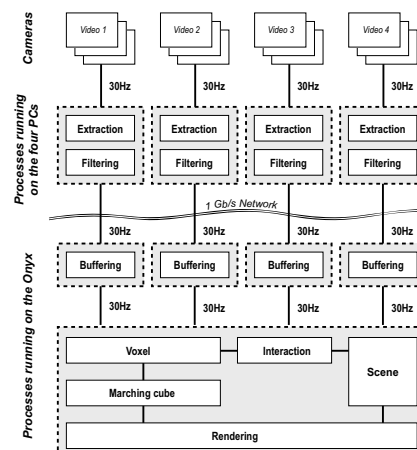 Cameras
Video 1 Video 2 Video 3 Video 4
30Hz 30Hz 30Hz 30Hz
Processes running
on the four PCs
Extraction Extraction Extraction Extraction
Filtering Filtering Filtering Filtering
1 Gb/s Network
30Hz 30Hz 30Hz 30Hz
Processes running on the Onyx
Buffering Buffering Buffering Buffering
30Hz 30Hz 30Hz 30Hz
Voxel Interaction
Scene
Marching cube
Rendering